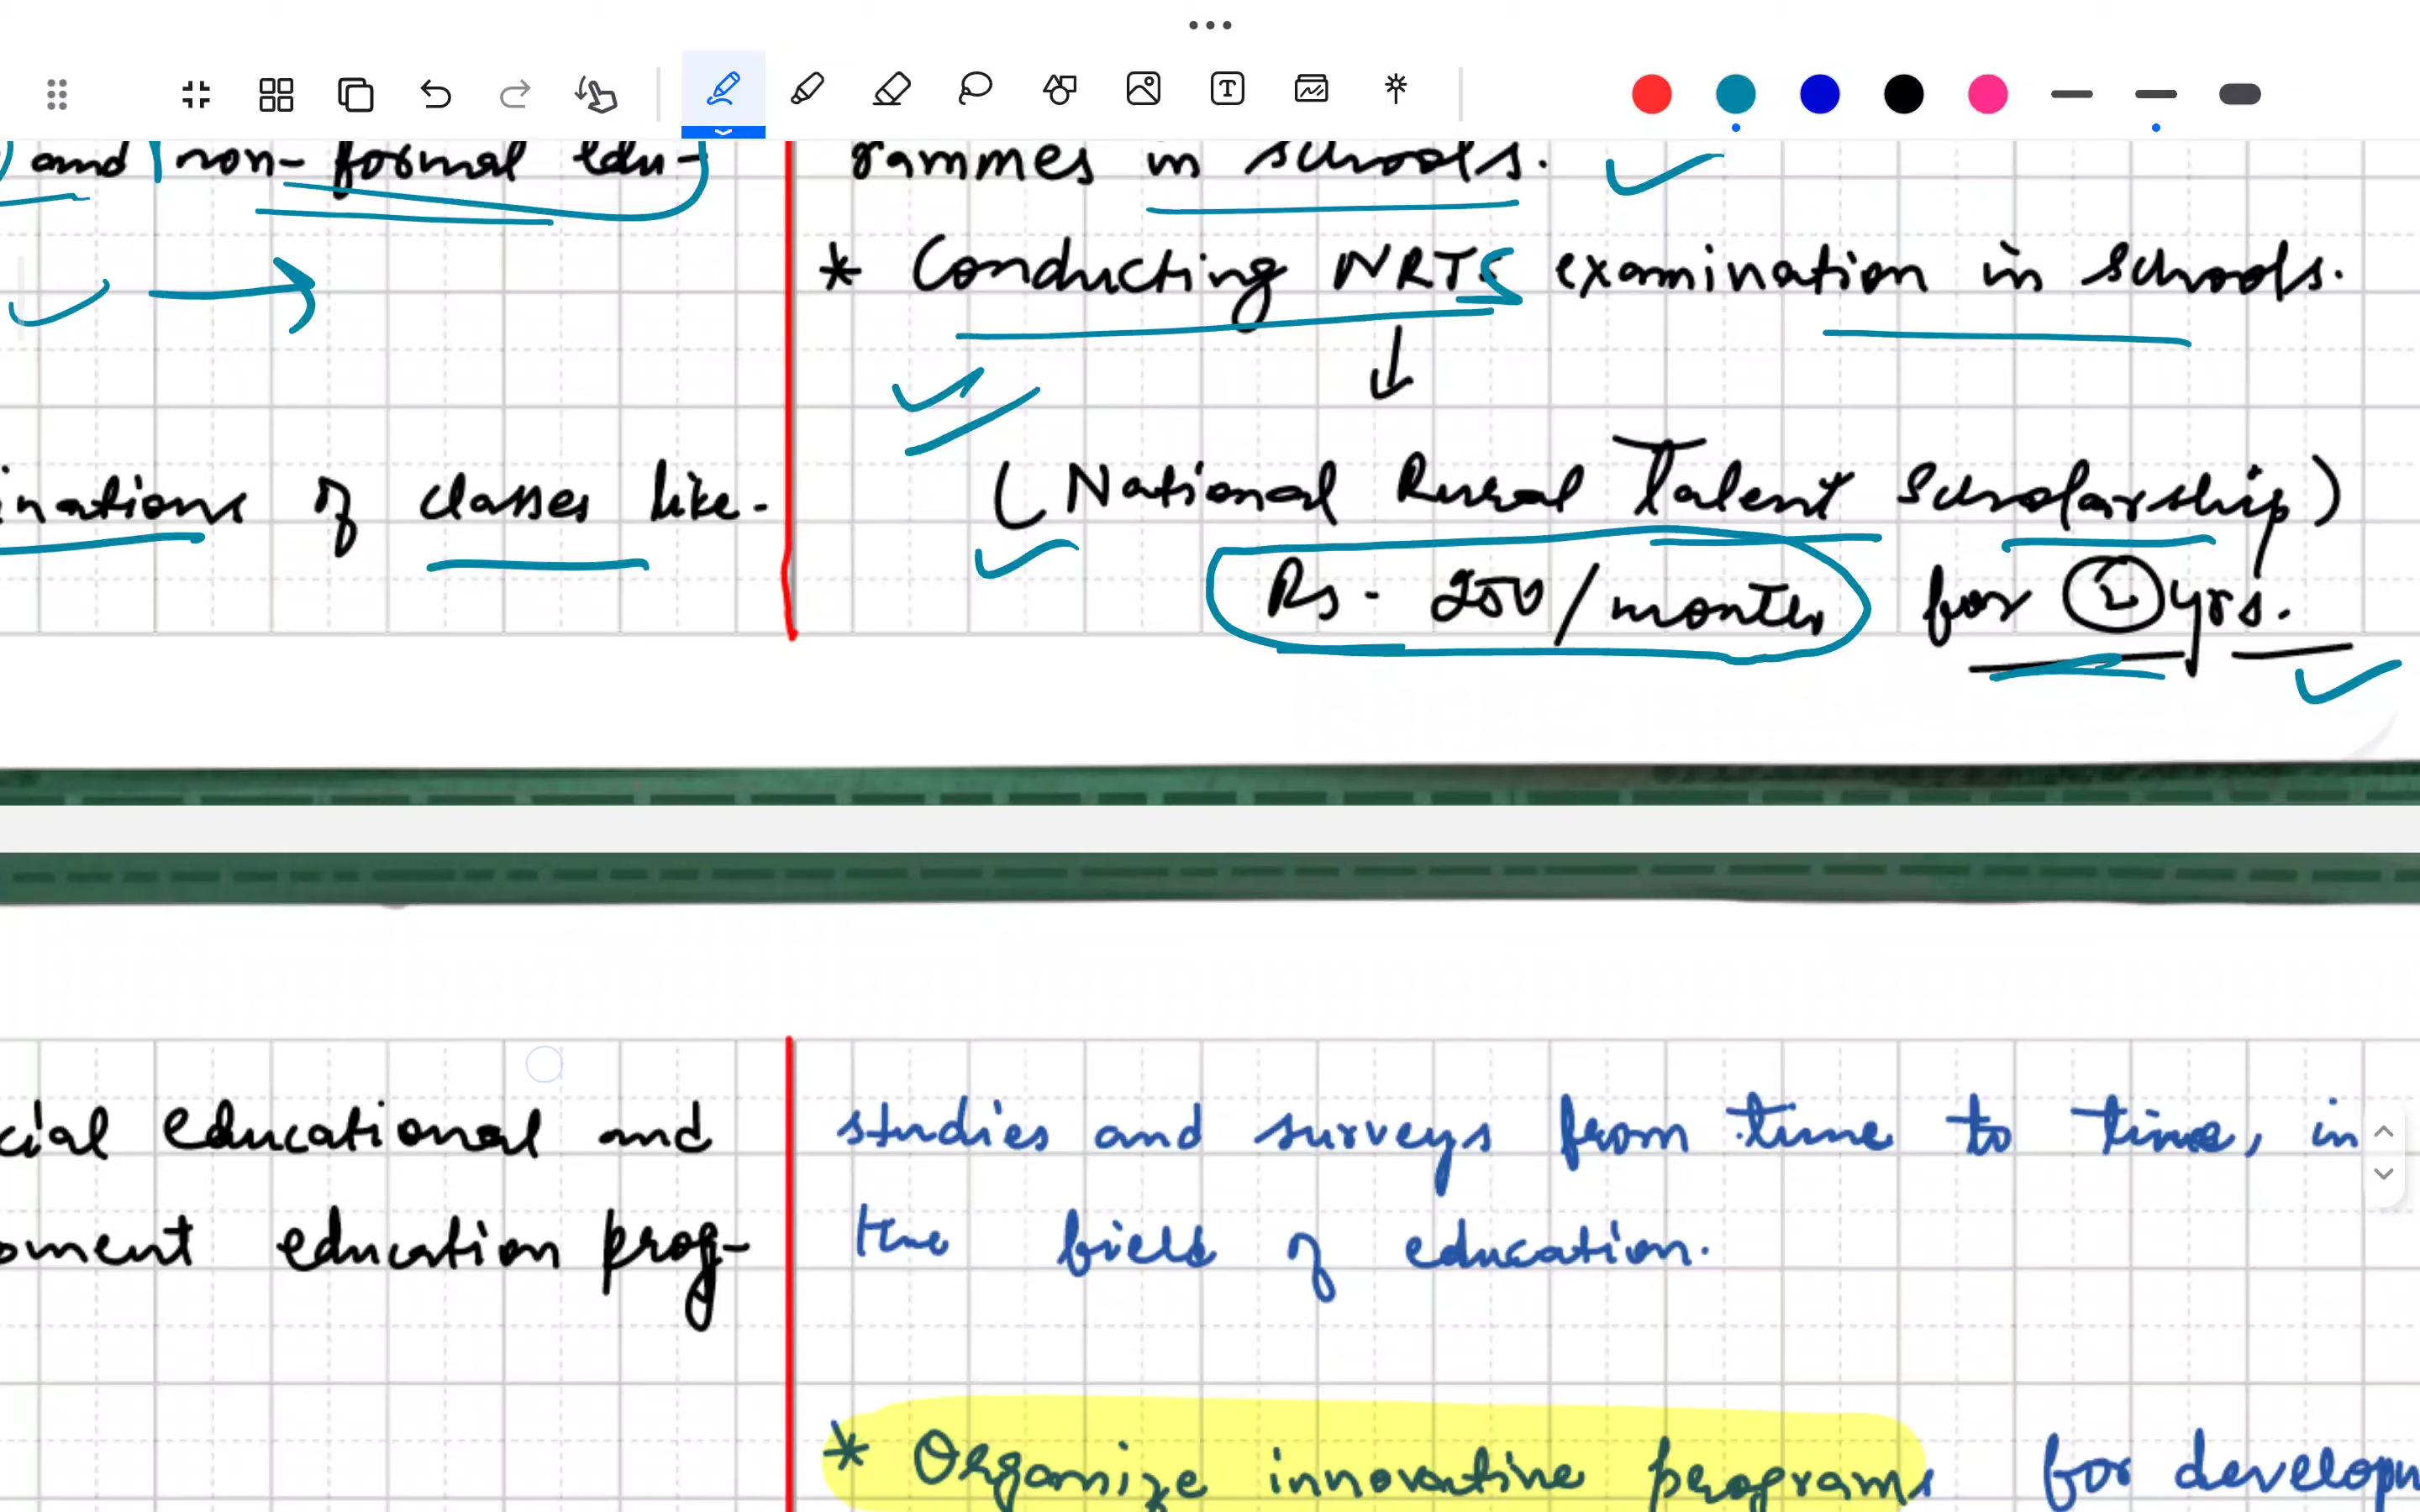 and non-formal edu-
inations of classes like-
grammes in schools.
* Conducting NRTS examination in schools.
(National Rural Talent Scholarship)
Rs- 250/month for 2 yrs.
cial educational and
oment education prog-
studies and surveys from time to time, in
the field of education.
* Organize innovative programs for developm